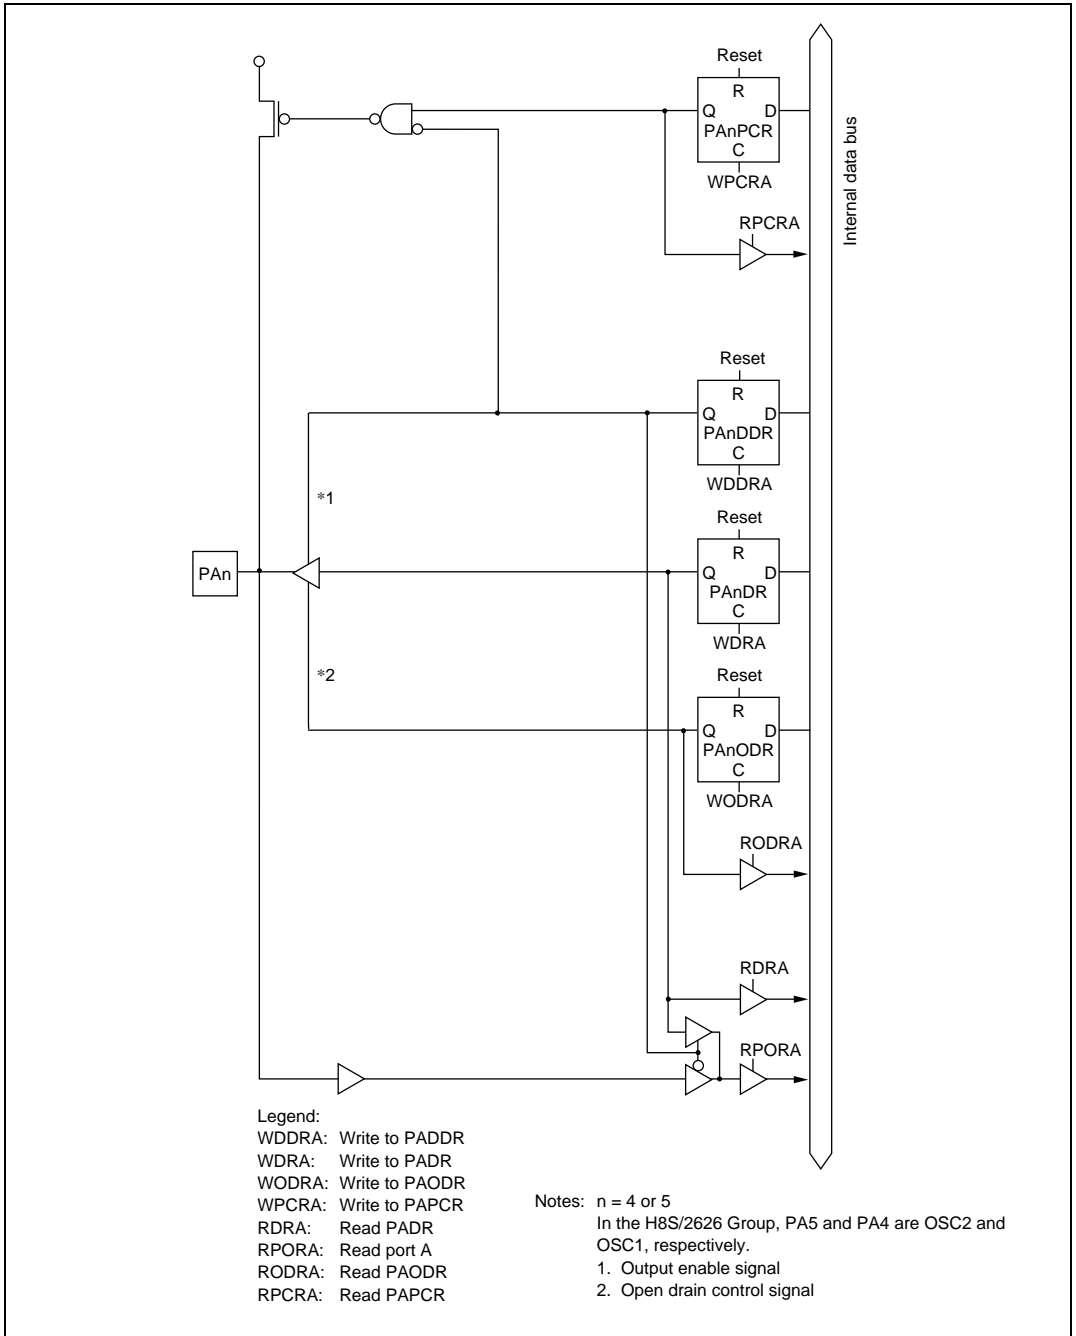 Reset
R
Q D
PAnPCR
C
WPCRA
Internal data bus
RPCRA
Reset
R
Q D
PAnDDR
C
WDDRA
*1
Reset
R
PAn
Q D
PAnDR
C
WDRA
*2
Reset
R
Q D
PAnODR
C
WODRA
RODRA
RDRA
RPORA
Legend:
WDDRA: Write to PADDR
WDRA: Write to PADR
WODRA: Write to PAODR
WPCRA: Write to PAPCR
RDRA: Read PADR
RPORA: Read port A
RODRA: Read PAODR
RPCRA: Read PAPCR
Notes: n = 4 or 5
In the H8S/2626 Group, PA5 and PA4 are OSC2 and
OSC1, respectively.
1. Output enable signal
2. Open drain control signal